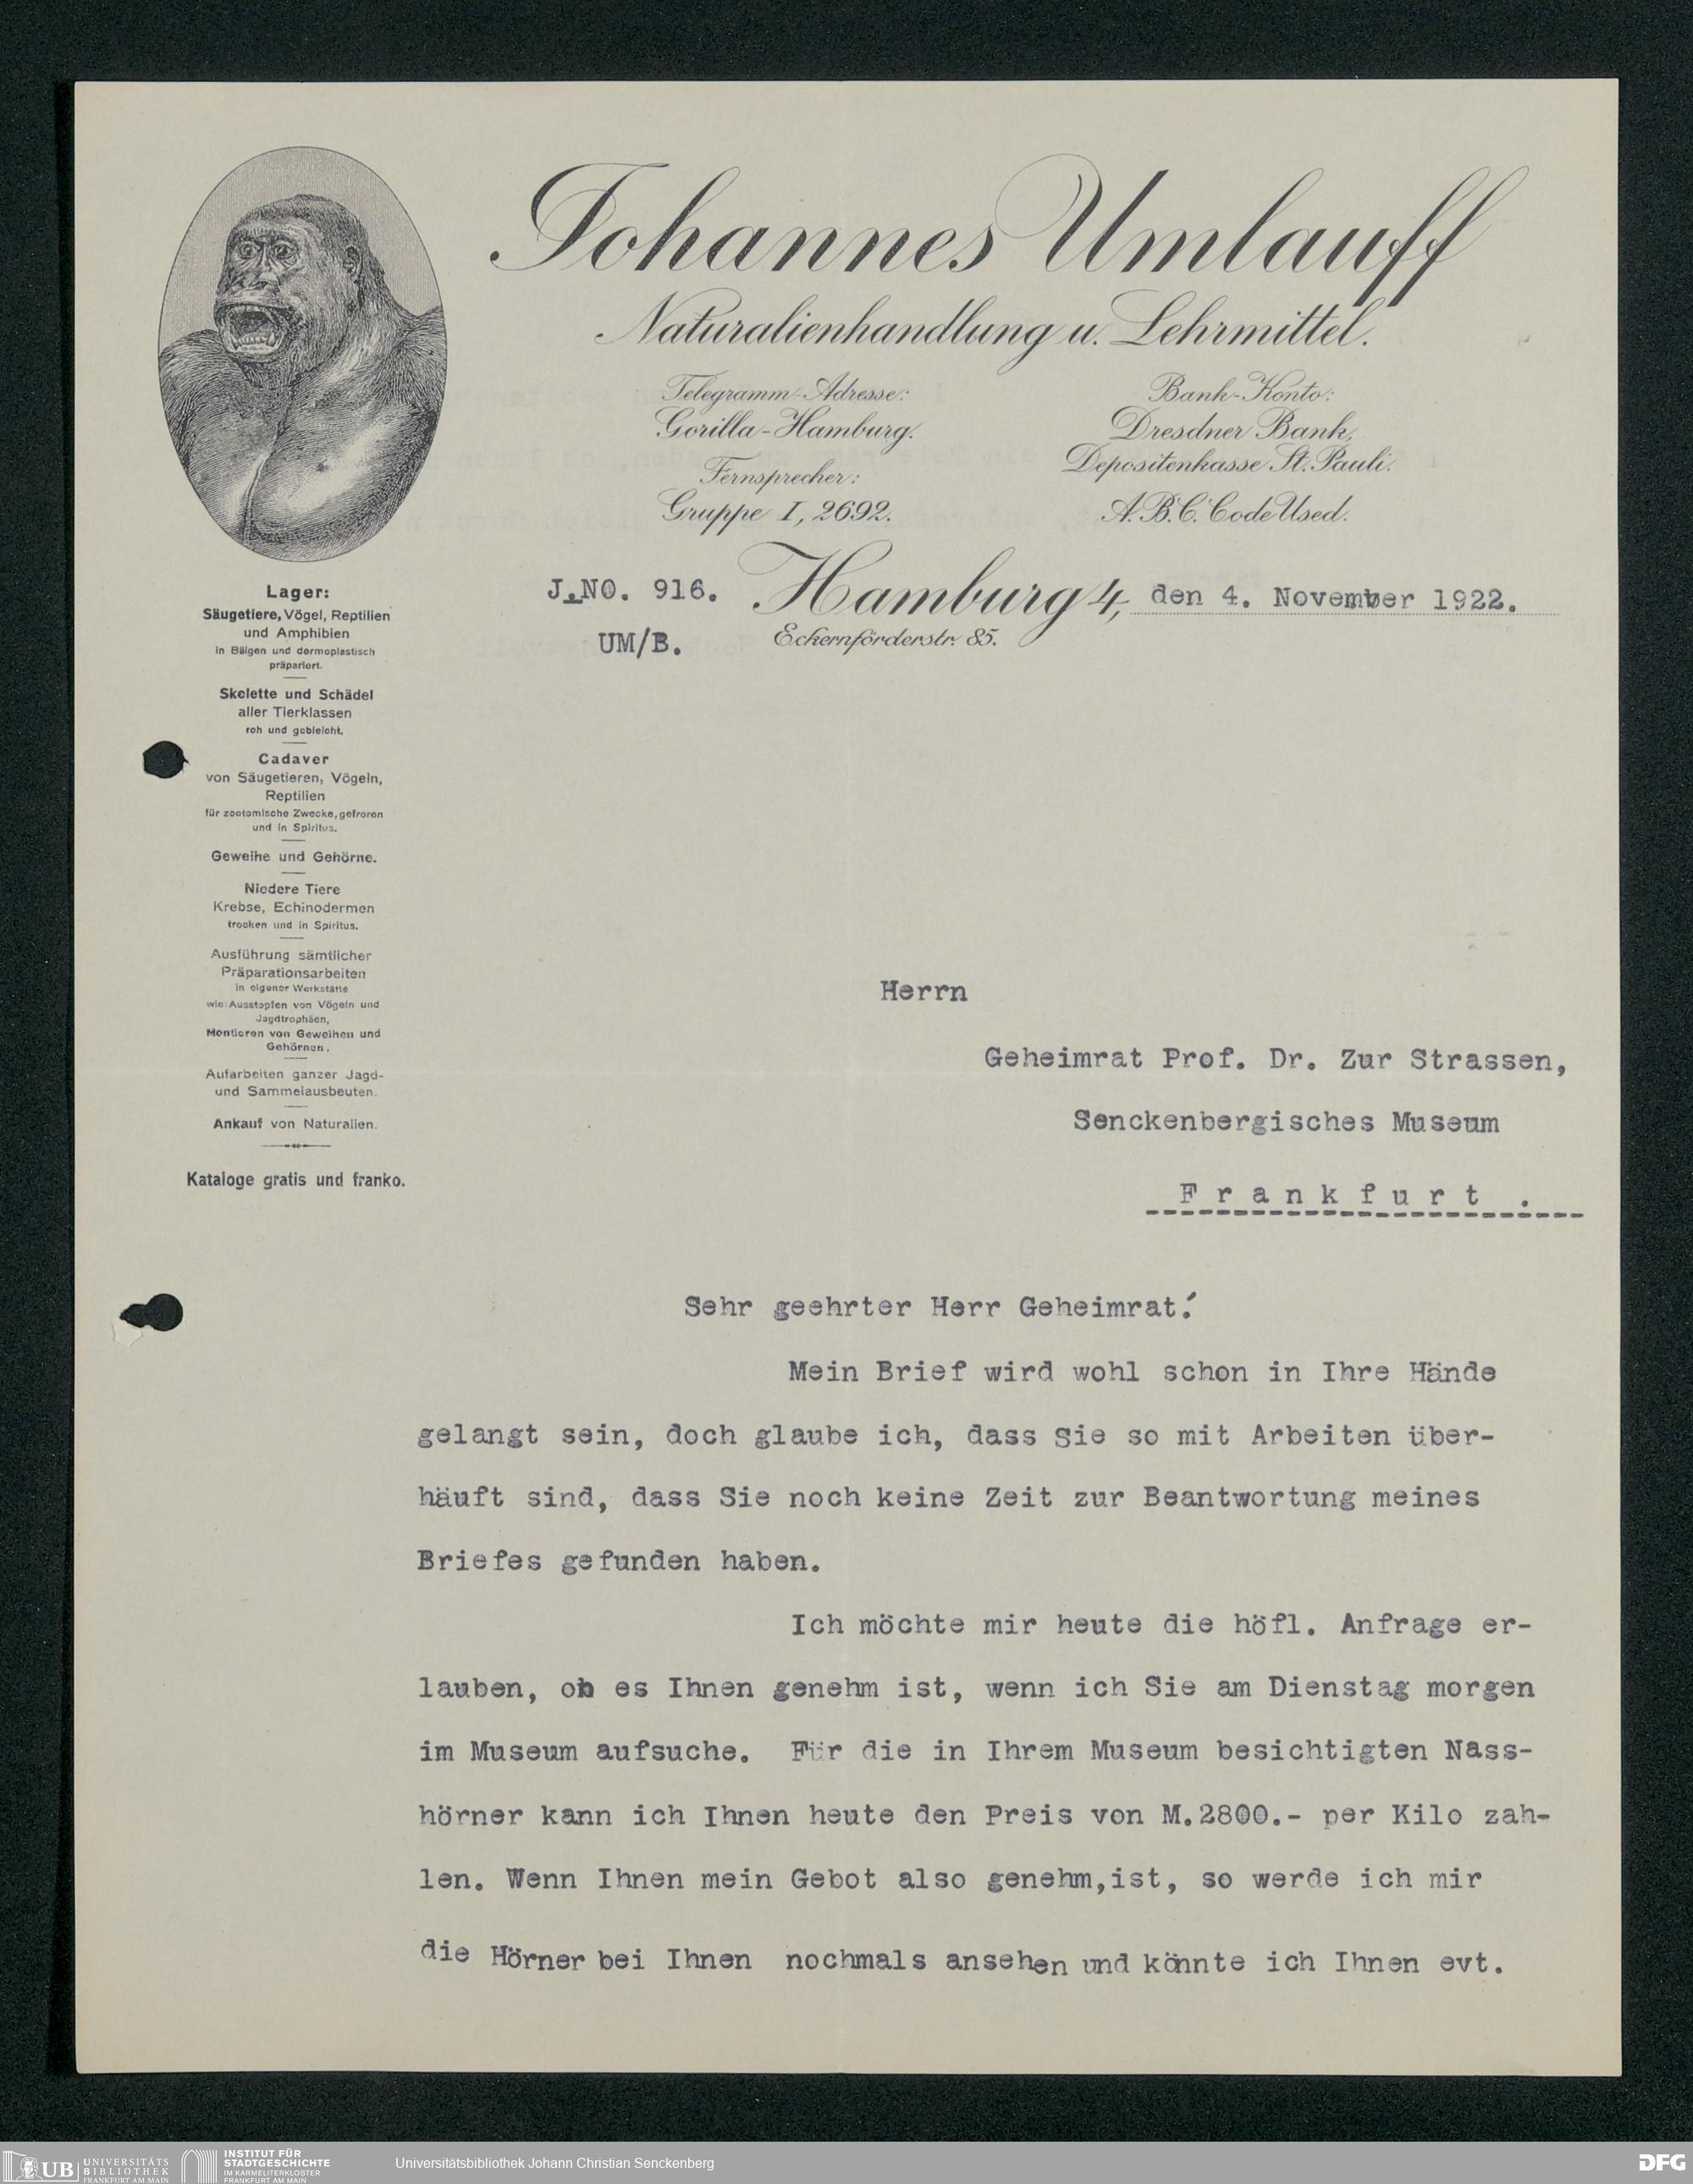 Johannes Umlauff
Naturalienhandlung u. Lehrmittel.
Telegramm-Adresse:
Gorilla-Hamburg.
Fernsprecher:
Gruppe I, 2692.
Bank-Konto:
Dresdner Bank,
Depositenkasse St. Pauli.
A.B.C. Code Used.
J.NO. 916.
UM/B.
Hamburg 4, den 4. November 1922.
Eckernförderstr. 85.
Lager:
Säugetiere, Vögel, Reptilien
und Amphibien
in Bälgen und dermoplastisch
präpariert.
Skelette und Schädel
aller Tierklassen
roh und gebleicht.
Cadaver
von Säugetieren, Vögeln,
Reptilien
für zootomische Zwecke, gefroren
und in Spiritus.
Geweihe und Gehörne.
Niedere Tiere
Krebse, Echinodermen
trocken und in Spiritus.
Ausführung sämtlicher
Präparationsarbeiten
in eigener Werkstätte
wie: Ausstopfen von Vögeln und
Jagdtrophäen,
Montieren von Geweihen und
Gehörnen.
Aufarbeiten ganzer Jagd-
und Sammelausbeuten.
Ankauf von Naturalien.
Kataloge gratis und franko.
Herrn
Geheimrat Prof. Dr. Zur Strassen,
Senckenbergisches Museum
Frankfurt.
Sehr geehrter Herr Geheimrat!
Mein Brief wird wohl schon in Ihre Hände
gelangt sein, doch glaube ich, dass Sie so mit Arbeiten über-
häuft sind, dass Sie noch keine Zeit zur Beantwortung meines
Briefes gefunden haben.
Ich möchte mir heute die höfl. Anfrage er-
lauben, ob es Ihnen genehm ist, wenn ich Sie am Dienstag morgen
im Museum aufsuche. Für die in Ihrem Museum besichtigten Nass-
hörner kann ich Ihnen heute den Preis von M.2800.- per Kilo zah-
len. Wenn Ihnen mein Gebot also genehm,ist, so werde ich mir
die Hörner bei Ihnen nochmals ansehen und könnte ich Ihnen evt.
UB UNIVERSITÄTS
BIBLIOTHEK
FRANKFURT AM MAIN
INSTITUT FÜR
STADTGESCHICHTE
IM KARMELITERKLOSTER
FRANKFURT AM MAIN
Universitätsbibliothek Johann Christian Senckenberg
DFG